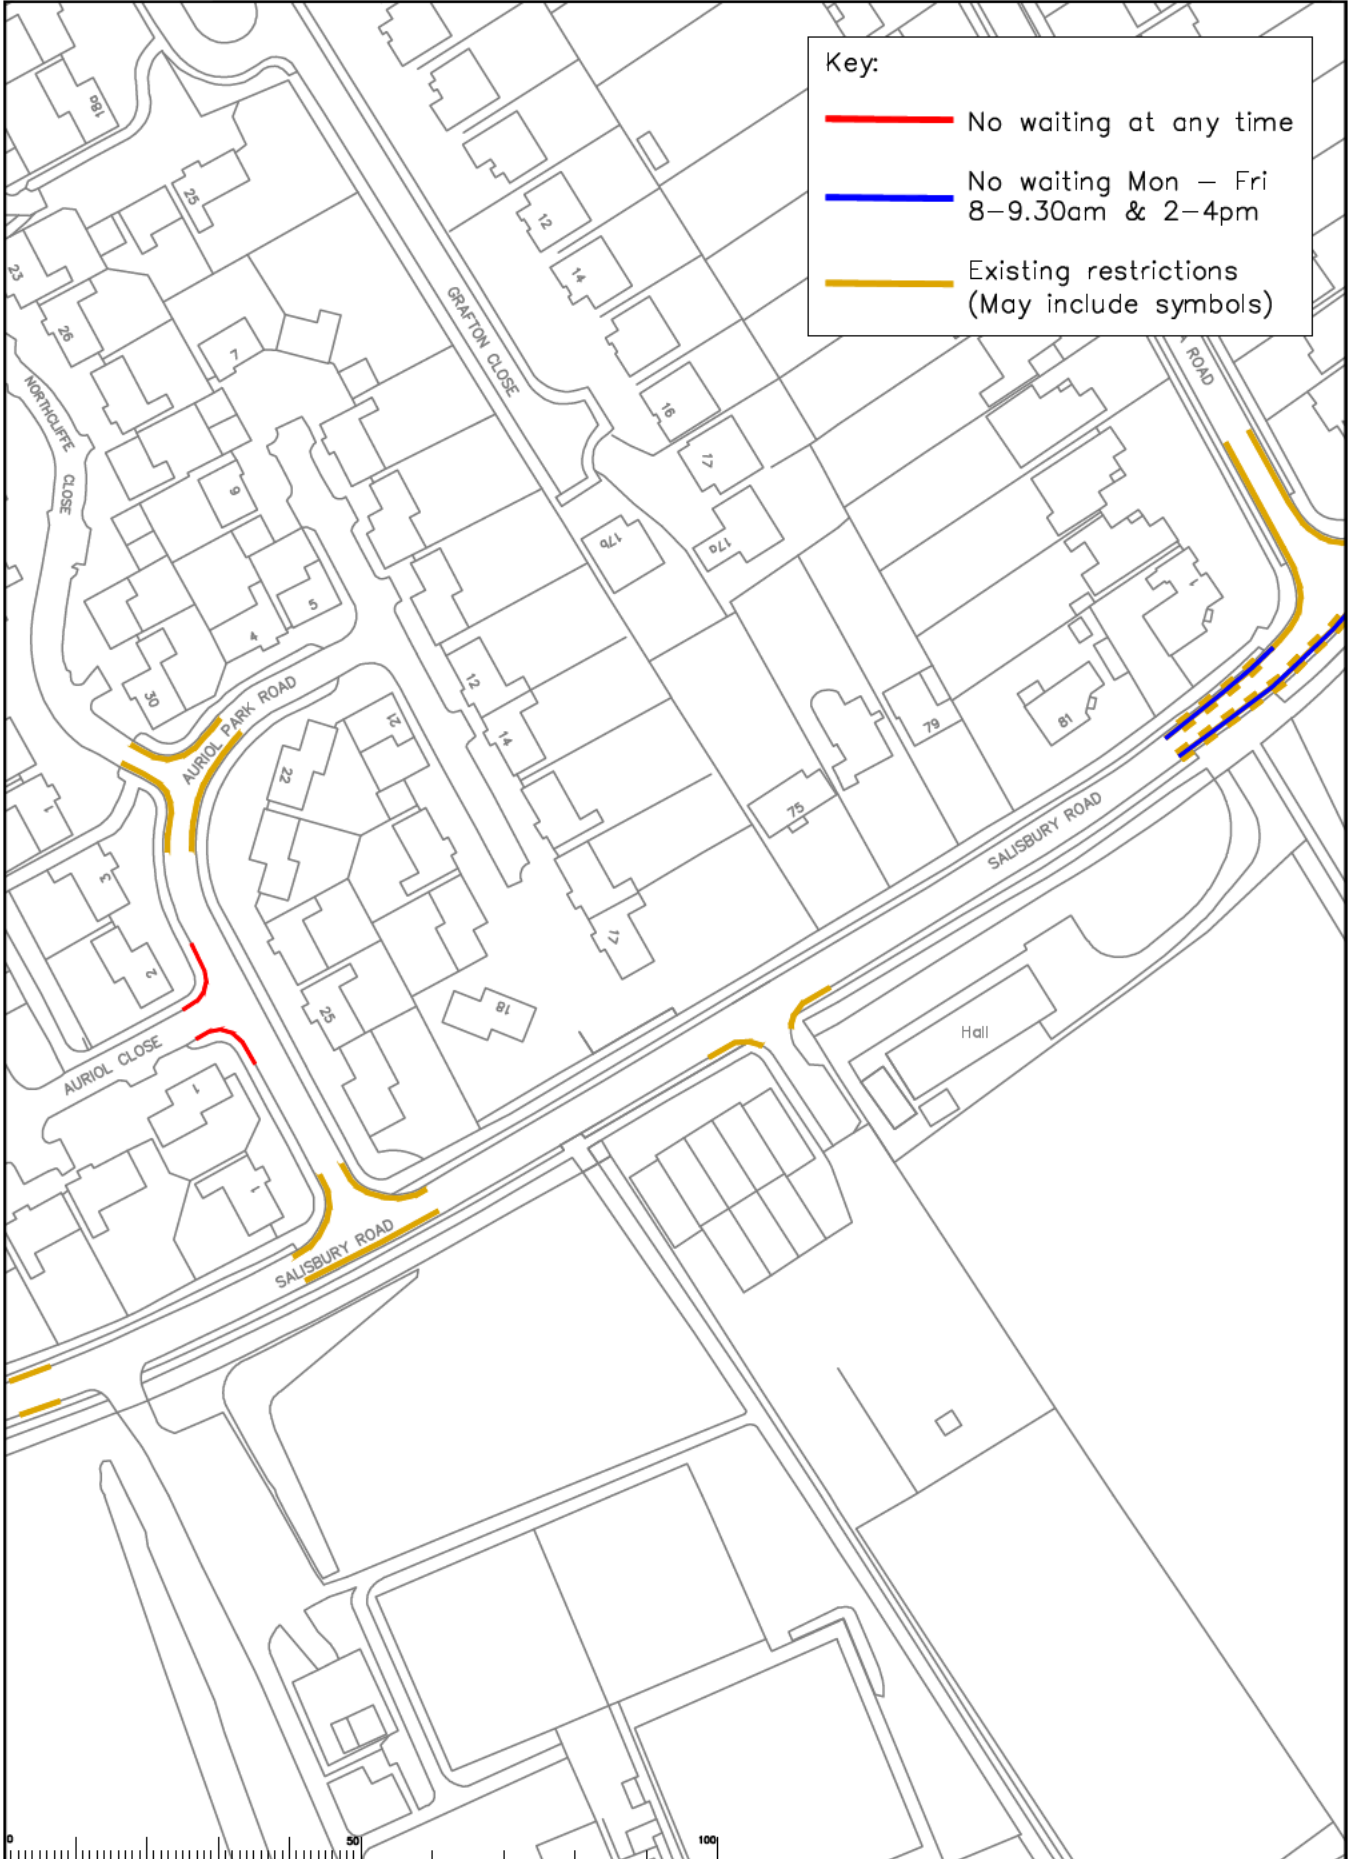 Key:
No waiting at any time
No waiting Mon – Fri
8–9.30am & 2–4pm
Existing restrictions
(May include symbols)
18a
25
12
23
14
26
7
GRAFTON CLOSE
ROAD
NORTHCLIFFE
CLOSE
16
17
9
17b
17a
5
4
1
12
30
AURIOL PARK ROAD
21
14
79
81
22
1
75
SALISBURY ROAD
3
17
2
25
18
Hall
AURIOL CLOSE
1
1
SALISBURY ROAD
0
50
100